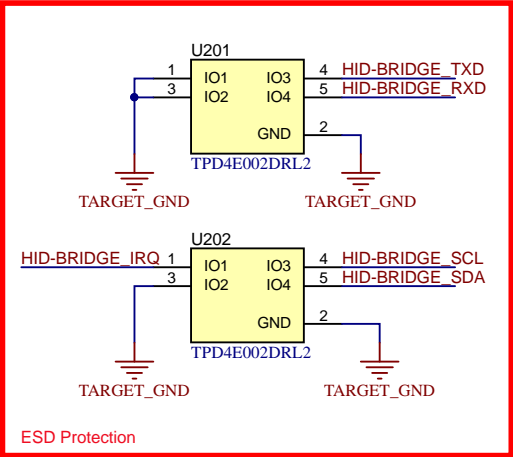 U201
1 IO1 IO3 4 HID-BRIDGE_TXD
3 IO2 IO4 5 HID-BRIDGE_RXD
GND 2
TPD4E002DRL2
TARGET_GND TARGET_GND
U202
HID-BRIDGE_IRQ 1 IO1 IO3 4 HID-BRIDGE_SCL
3 IO2 IO4 5 HID-BRIDGE_SDA
GND 2
TPD4E002DRL2
TARGET_GND TARGET_GND
ESD Protection